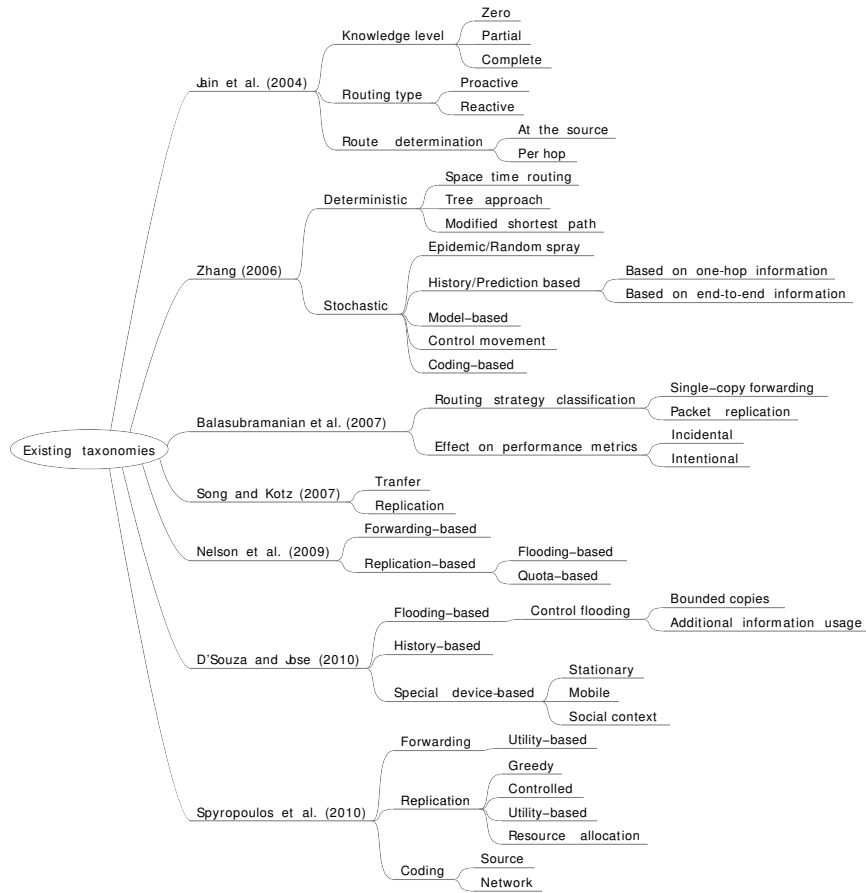 Zero
Knowledge level
Partial
Complete
Jain et al. (2004)
Proactive
Routing type
Reactive
At the source
Route determination
Per hop
Space time routing
Deterministic
Tree approach
Modified shortest path
Epidemic/Random spray
Zhang (2006)
Based on one-hop information
History/Prediction based
Based on end-to-end information
Stochastic
Model-based
Control movement
Coding-based
Single-copy forwarding
Routing strategy classification
Packet replication
Balasubramanian et al. (2007)
Incidental
Effect on performance metrics
Intentional
Existing taxonomies
Tranfer
Song and Kotz (2007)
Replication
Forwarding-based
Nelson et al. (2009)
Flooding-based
Replication-based
Quota-based
Bounded copies
Flooding-based
Control flooding
Additional information usage
History-based
D'Souza and Jose (2010)
Stationary
Special device-based
Mobile
Social context
Forwarding
Utility-based
Greedy
Controlled
Replication
Utility-based
Spyropoulos et al. (2010)
Resource allocation
Source
Coding
Network